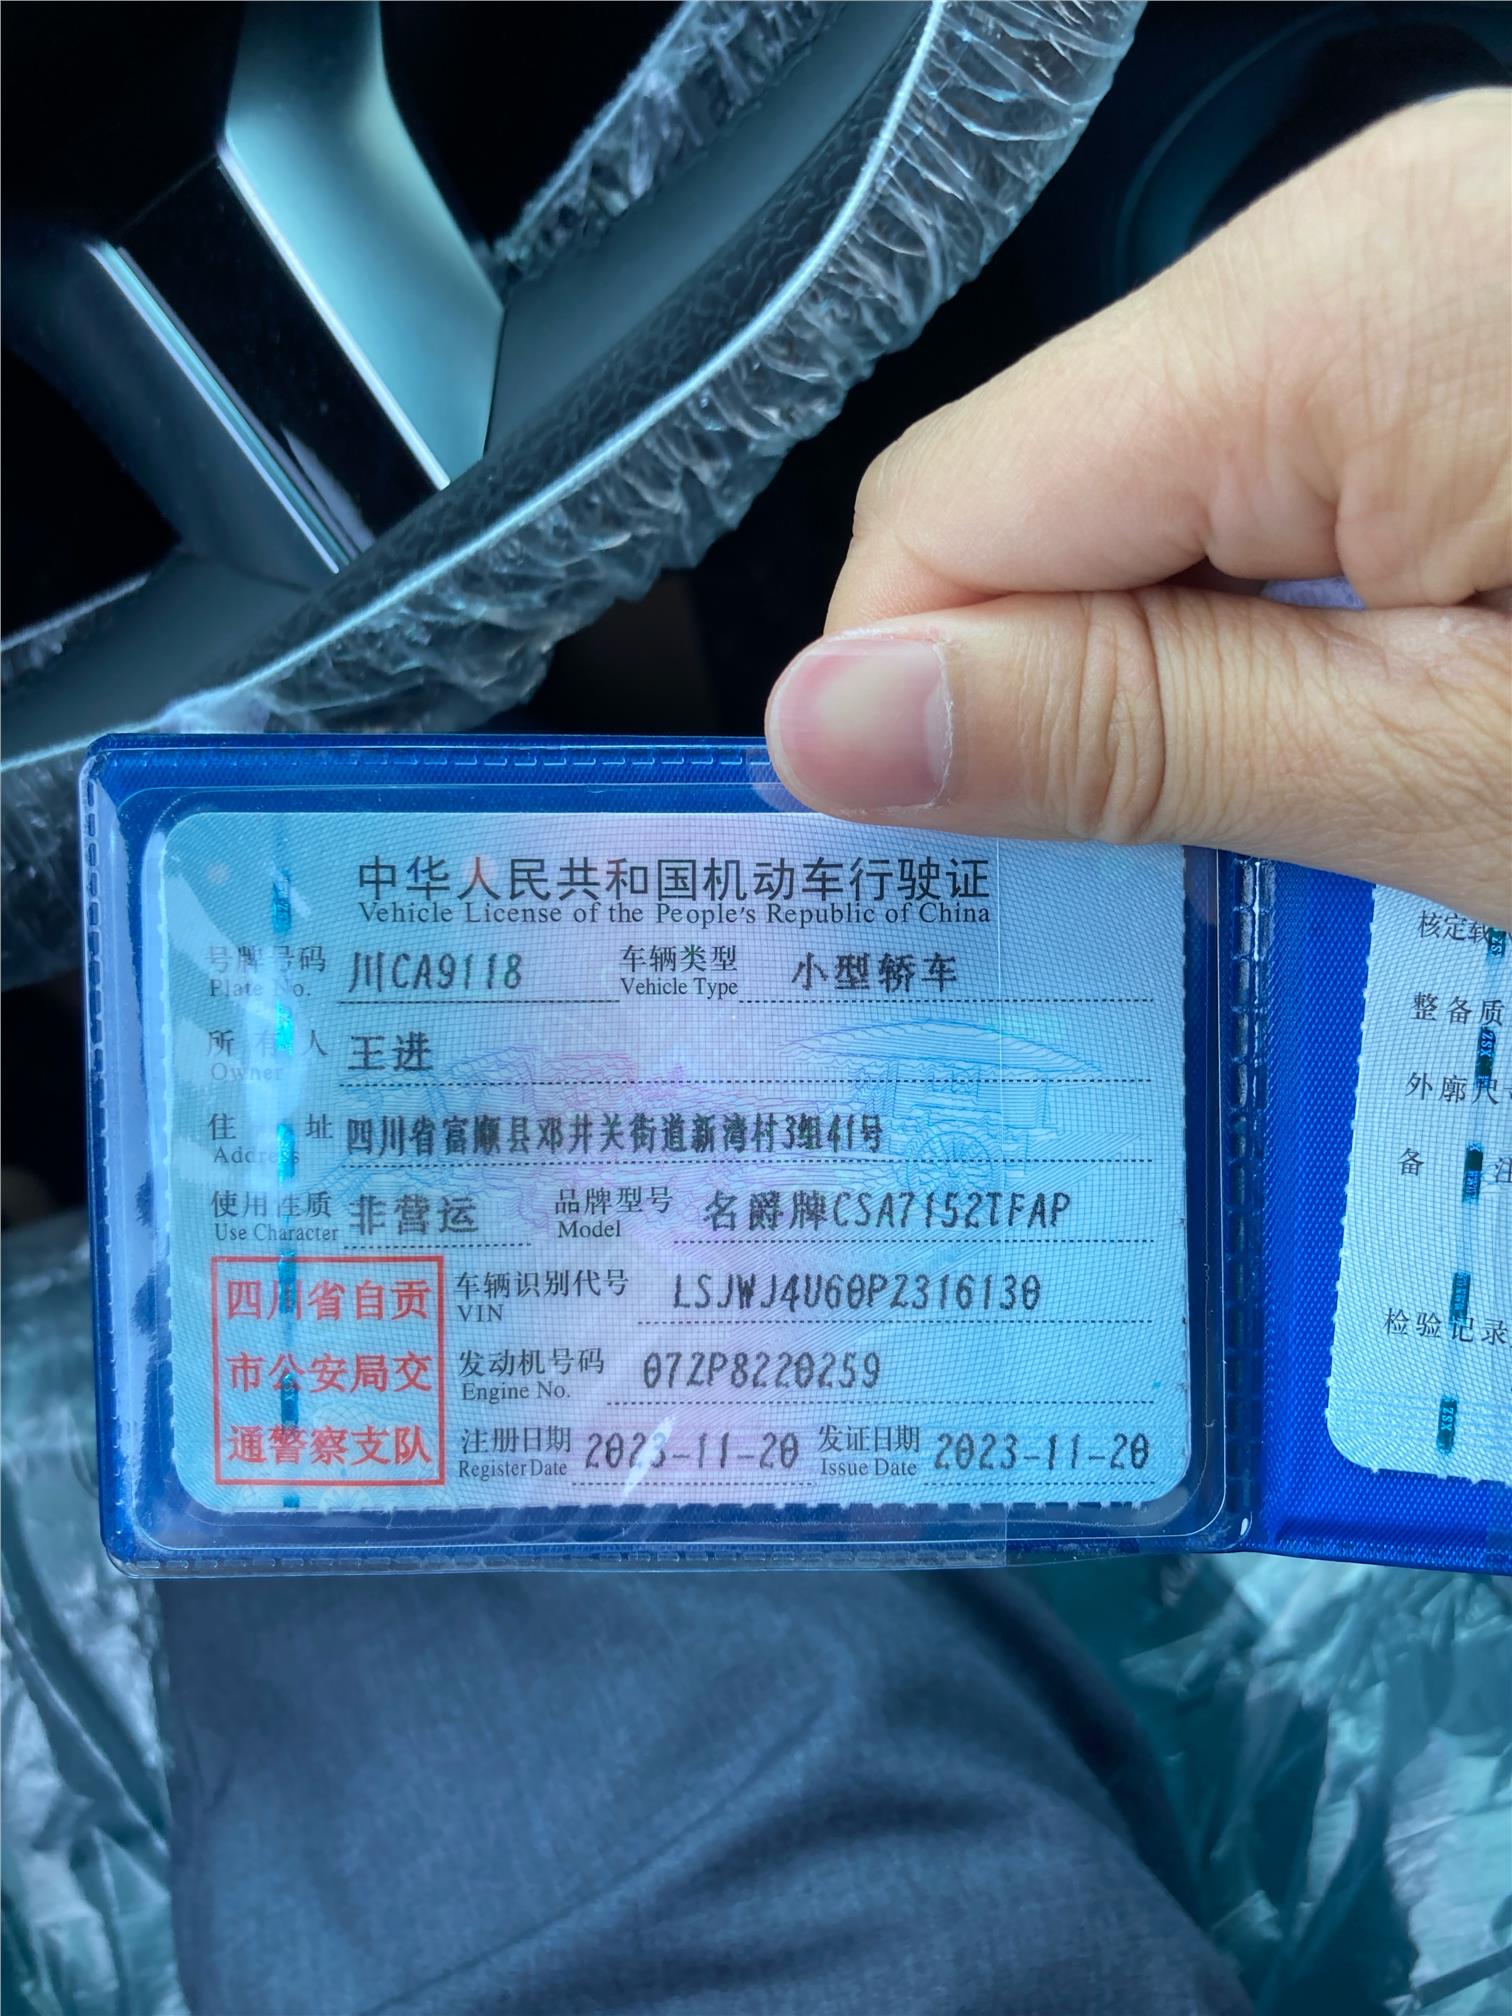 中华人民共和国机动车行驶证
Vehicle License of the People's Republic of China
号牌号码 川CA9118 车辆类型 小型轿车
Plate No. Vehicle Type
所有人 王进
Owner
住址 四川省富顺县邓井关街道新湾村3组41号
Address
使用性质 非营运 品牌型号 名爵牌CSA7152TFAP
Use Character Model
四川省自贡
市公安局交
通警察支队
车辆识别代号 LSJWJ4U60PZ316130
VIN
发动机号码 07ZP8220259
Engine No.
注册日期 2023-11-20 发证日期 2023-11-20
Register Date Issue Date
核定载
整备质
外廓尺
备
检验记录